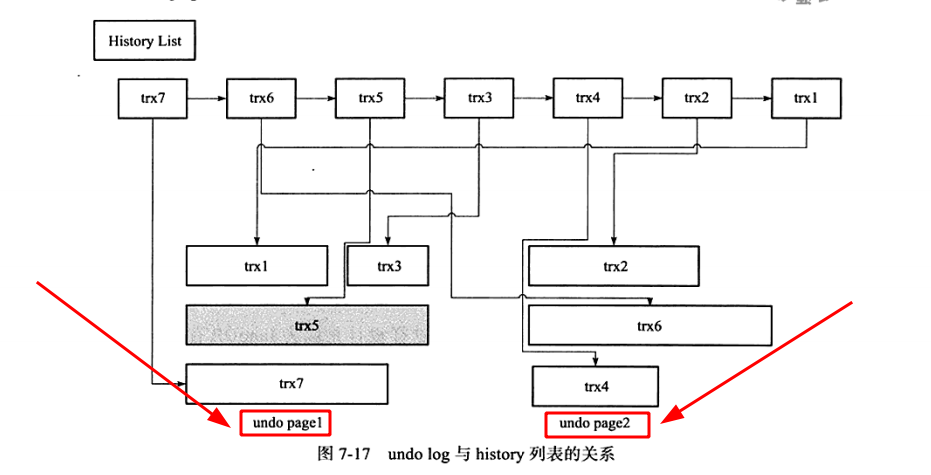 History List
trx7 trx6 trx5 trx3 trx4 trx2 trx1
trx1 trx3 trx2
trx5 trx6
trx7 trx4
undo page1 undo page2
图 7-17 undo log 与 history 列表的关系